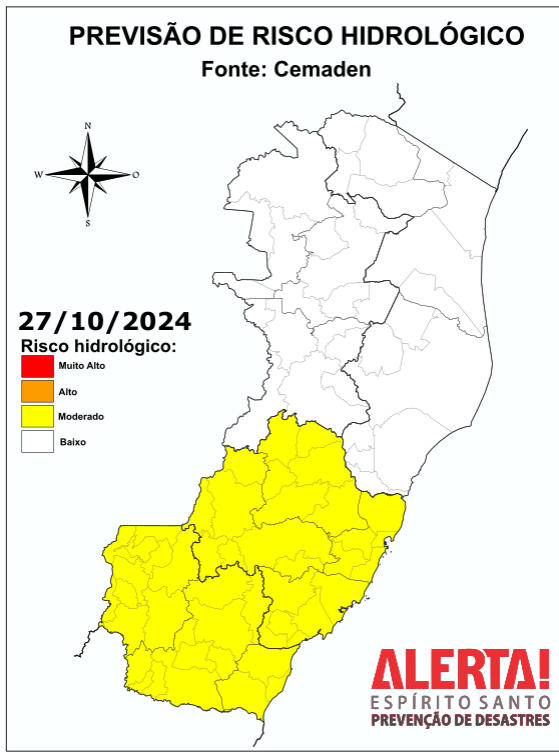 PREVISÃO DE RISCO HIDROLÓGICO
Fonte: Cemaden
N
W
O
S
27/10/2024
Risco hidrológico:
Muito Alto
Alto
Moderado
Baixo
ALERTA!
ESPÍRITO SANTO
PREVENÇÃO DE DESASTRES